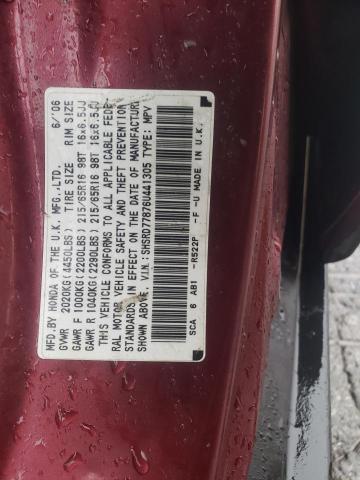 MFD.BY HONDA OF THE U.K. MFG.,LTD. 6/'06
TIRE SIZE RIM SIZE
GVWR 2020KG(4450LBS)
GAWR F 1000KG(2200LBS) 215/65R16 98T 16x6.5JJ
GAWR R 1040KG(2290LBS) 215/65R16 98T 16x6.5JJ
THIS VEHICLE CONFORMS TO ALL APPLICABLE FEDE-
RAL MOTOR VEHICLE SAFETY AND THEFT PREVENTION
STANDARDS IN EFFECT ON THE DATE OF MANUFACTURE
SHOWN ABOVE. V.I.N.: SHSRD77876U441305 TYPE: MPV
SCA 6 AB1 -R522P -F -U MADE IN U.K.